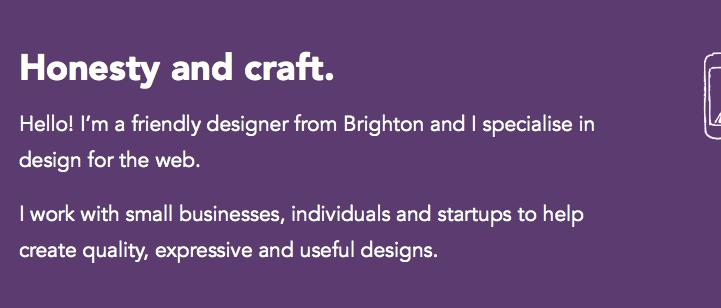 Honesty and craft.
Hello! I’m a friendly designer from Brighton and I specialise in
design for the web.
I work with small businesses, individuals and startups to help
create quality, expressive and useful designs.